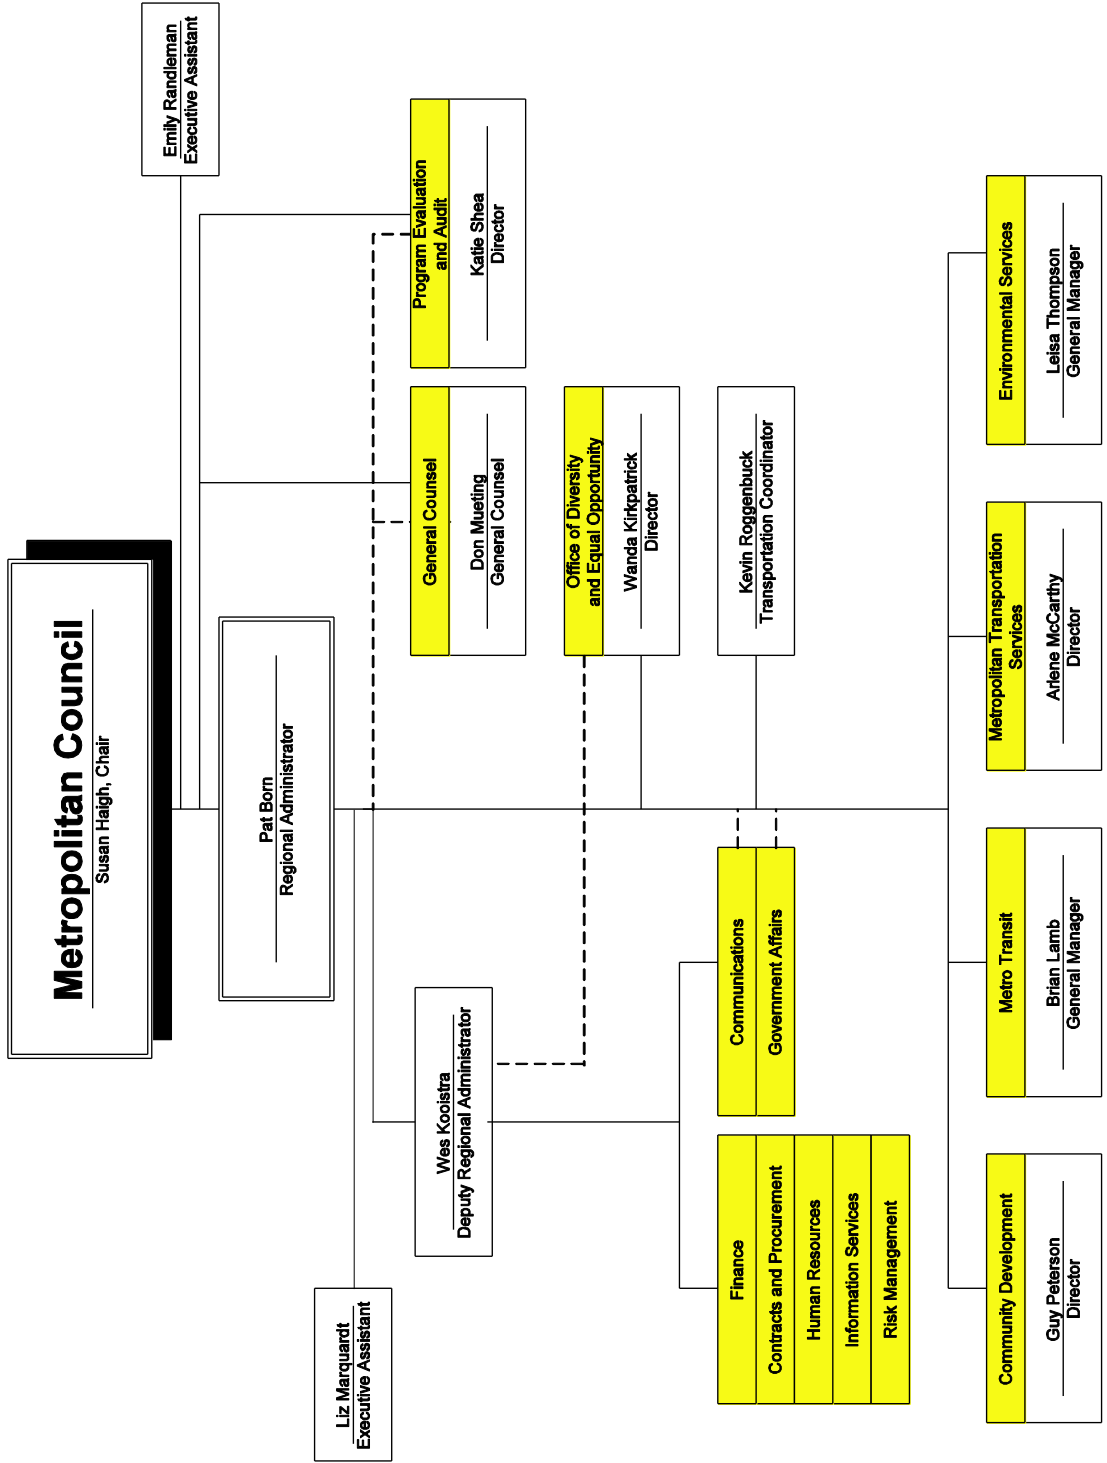 Metropolitan Council
Susan Haigh, Chair
Emily Randleman
Executive Assistant
Pat Born
Regional Administrator
Liz Marquardt
Executive Assistant
Wes Kooistra
Deputy Regional Administrator
General Counsel
Don Mueting
General Counsel
Program Evaluation
and Audit
Katie Shea
Director
Office of Diversity
and Equal Opportunity
Wanda Kirkpatrick
Director
Finance
Contracts and Procurement
Human Resources
Information Services
Risk Management
Communications
Government Affairs
Kevin Roggenbuck
Transportation Coordinator
Community Development
Guy Peterson
Director
Metro Transit
Brian Lamb
General Manager
Metropolitan Transportation
Services
Arlene McCarthy
Director
Environmental Services
Leisa Thompson
General Manager